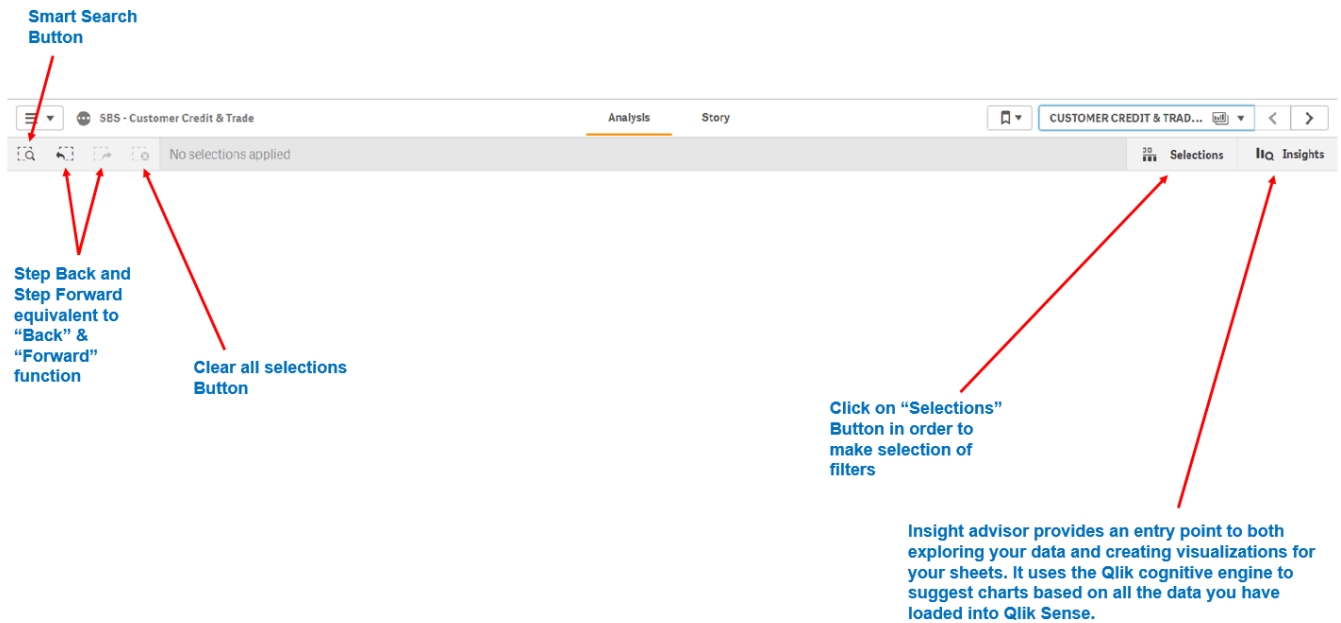 Smart Search
Button
SBS - Customer Credit & Trade
Analysis
Story
CUSTOMER CREDIT & TRAD...
No selections applied
Selections
Insights
Step Back and
Step Forward
equivalent to
“Back” &
“Forward”
function
Clear all selections
Button
Click on “Selections”
Button in order to
make selection of
filters
Insight advisor provides an entry point to both
exploring your data and creating visualizations for
your sheets. It uses the Qlik cognitive engine to
suggest charts based on all the data you have
loaded into Qlik Sense.